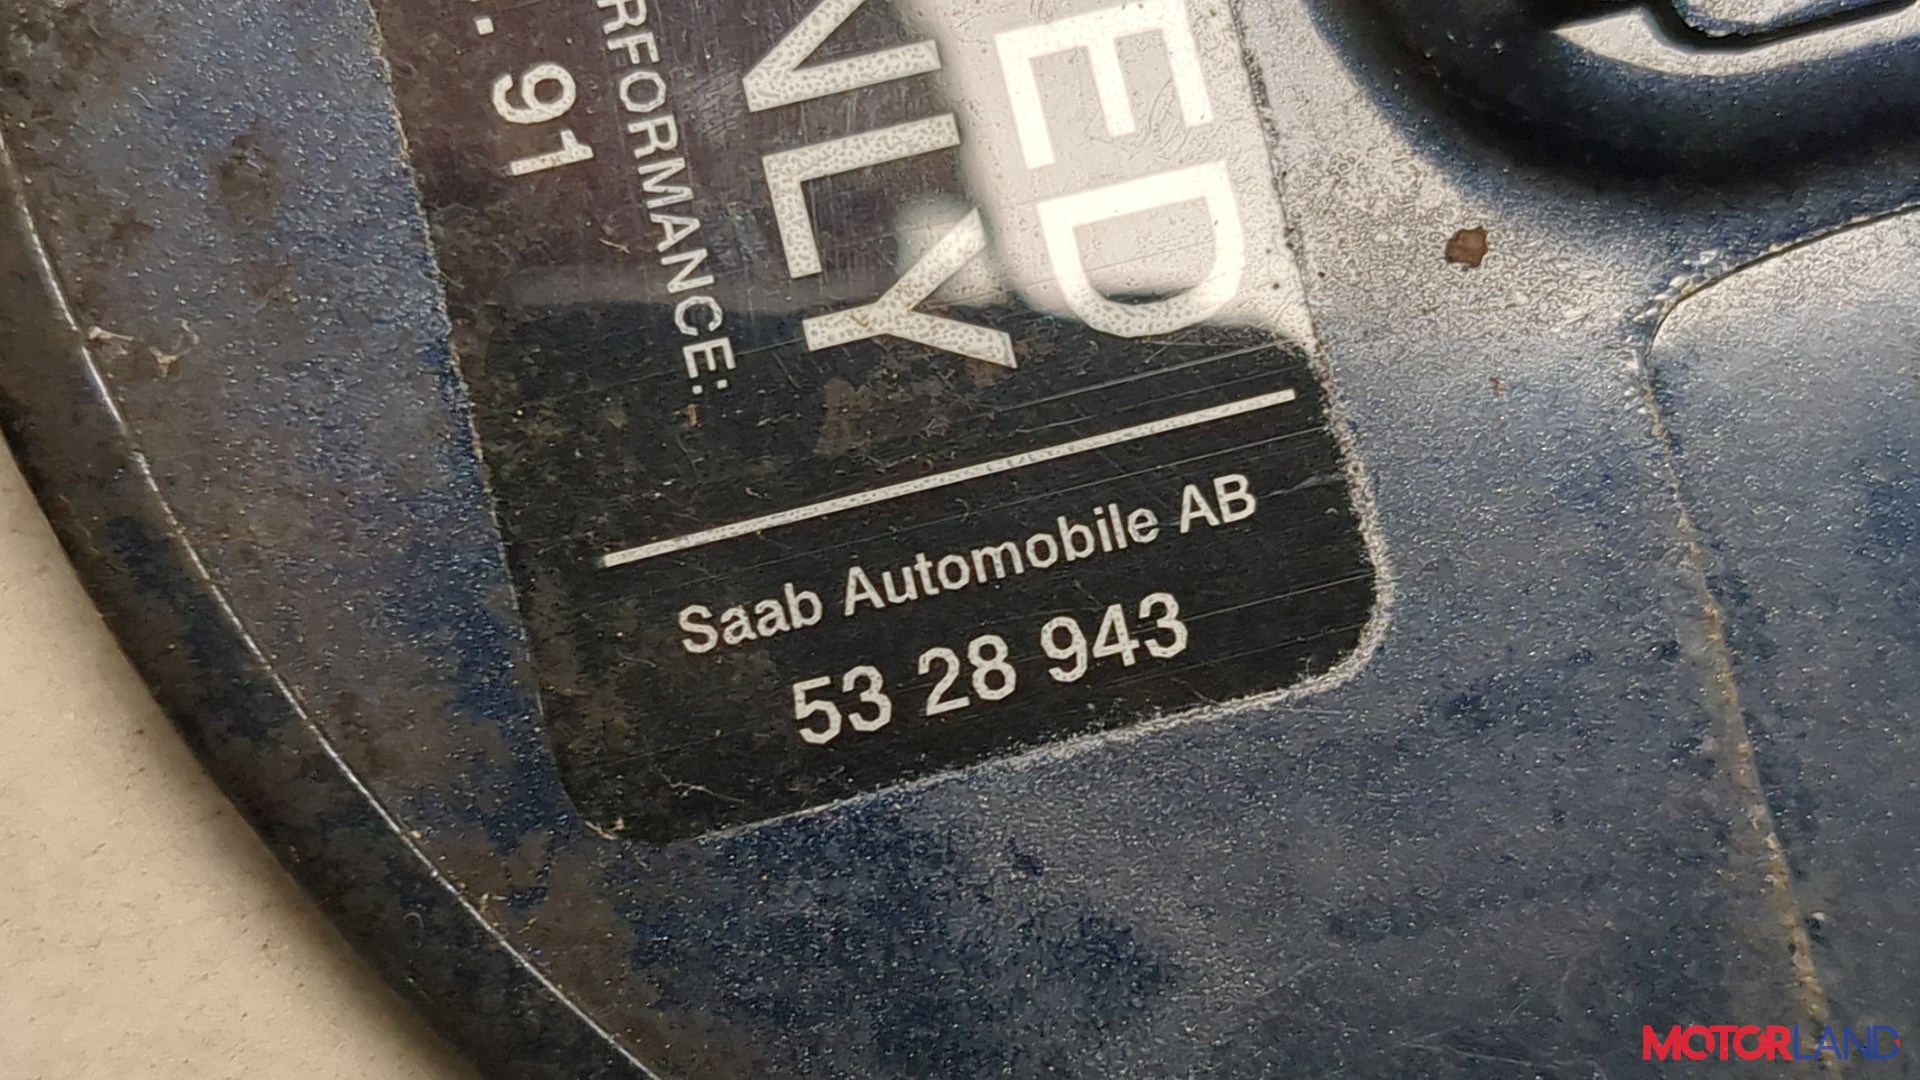 ED
NLY
RFORMANCE:
. 91
Saab Automobile AB
53 28 943
MOTORLAND